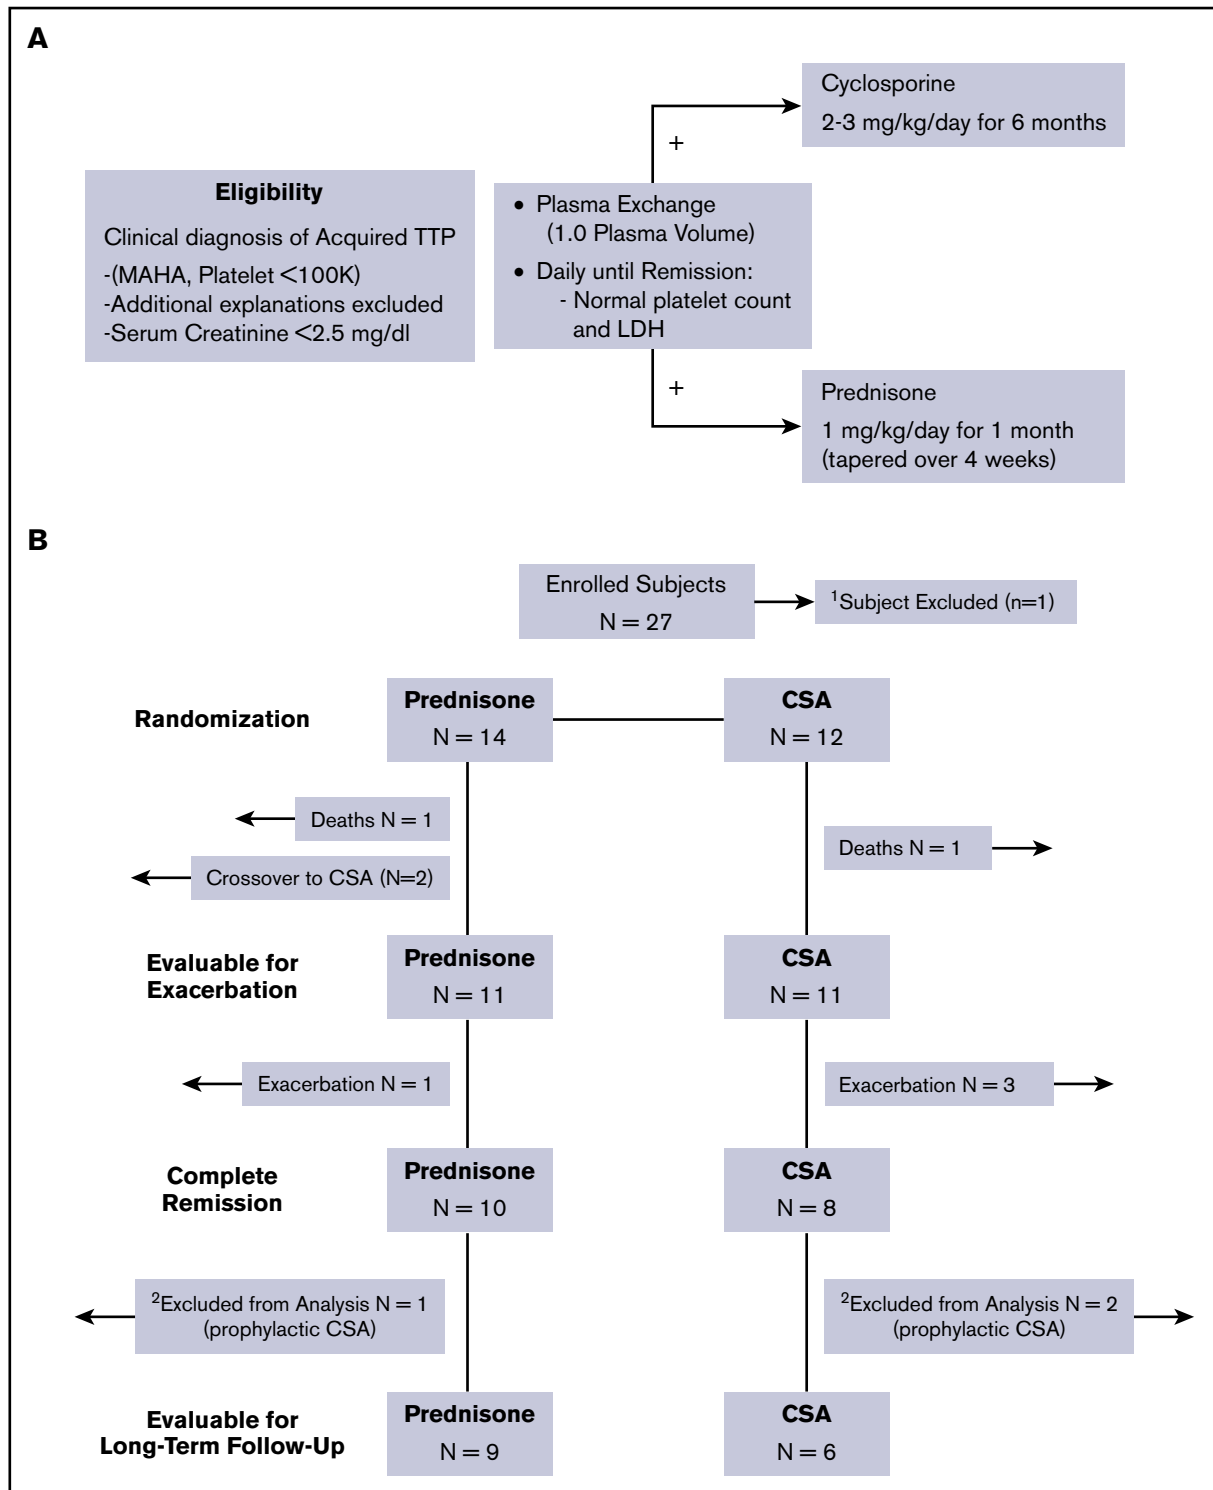 A
Eligibility
Clinical diagnosis of Acquired TTP
-(MAHA, Platelet <100K)
-Additional explanations excluded
-Serum Creatinine <2.5 mg/dl
• Plasma Exchange
(1.0 Plasma Volume)
• Daily until Remission:
- Normal platelet count
and LDH
+
Cyclosporine
2-3 mg/kg/day for 6 months
+
Prednisone
1 mg/kg/day for 1 month
(tapered over 4 weeks)
B
Enrolled Subjects
N = 27
¹Subject Excluded (n=1)
Randomization
Prednisone
N = 14
CSA
N = 12
Deaths N = 1
Crossover to CSA (N=2)
Deaths N = 1
Evaluable for
Exacerbation
Prednisone
N = 11
CSA
N = 11
Exacerbation N = 1
Exacerbation N = 3
Complete
Remission
Prednisone
N = 10
CSA
N = 8
²Excluded from Analysis N = 1
(prophylactic CSA)
²Excluded from Analysis N = 2
(prophylactic CSA)
Evaluable for
Long-Term Follow-Up
Prednisone
N = 9
CSA
N = 6